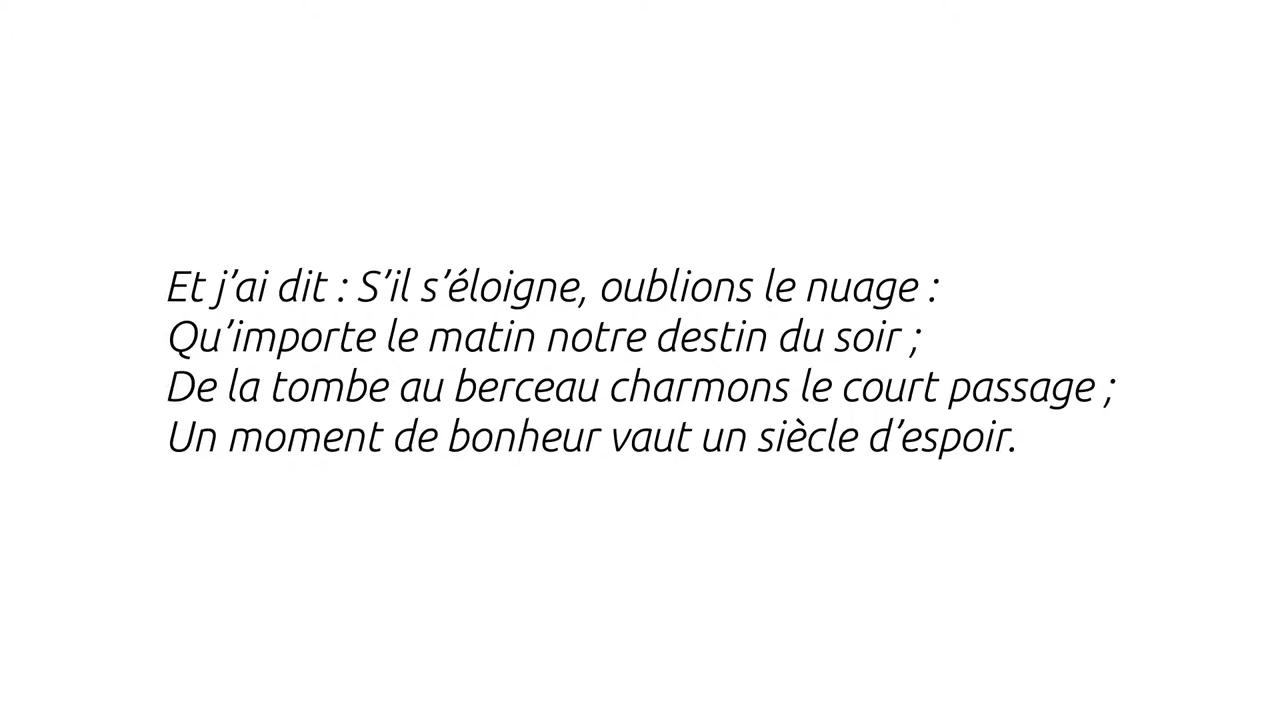 Et j’ai dit : S’il s’éloigne, oublions le nuage :
Qu’importe le matin notre destin du soir ;
De la tombe au berceau charmons le court passage ;
Un moment de bonheur vaut un siècle d’espoir.